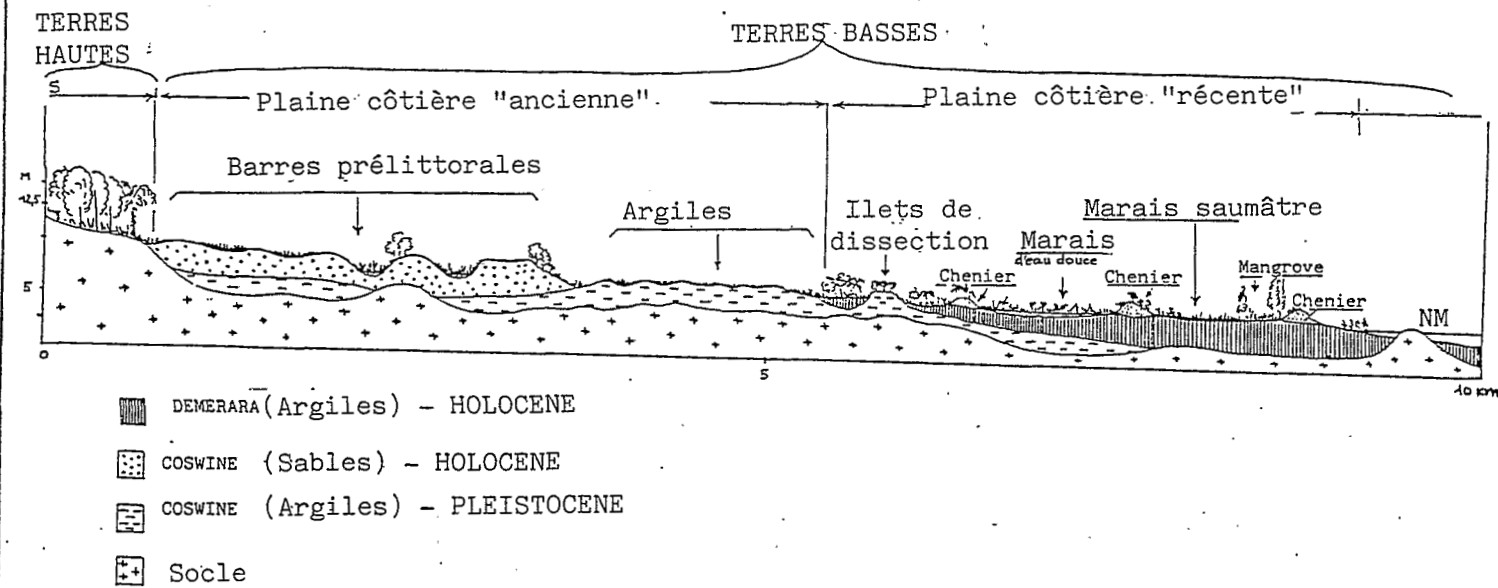 TERRES
HAUTES
TERRES BASSES
S
Plaine côtière "ancienne".
Plaine côtière "récente"
Barres prélittorales
Argiles
Ilets de
dissection
Marais saumâtre
Marais
d'eau douce
Chenier
Chenier
Mangrove
Chenier
NM
M
12,5
5
0
5
10 km
DEMERARA (Argiles) - HOLOCENE
COSWINE (Sables) - HOLOCENE
COSWINE (Argiles) - PLEISTOCENE
Socle